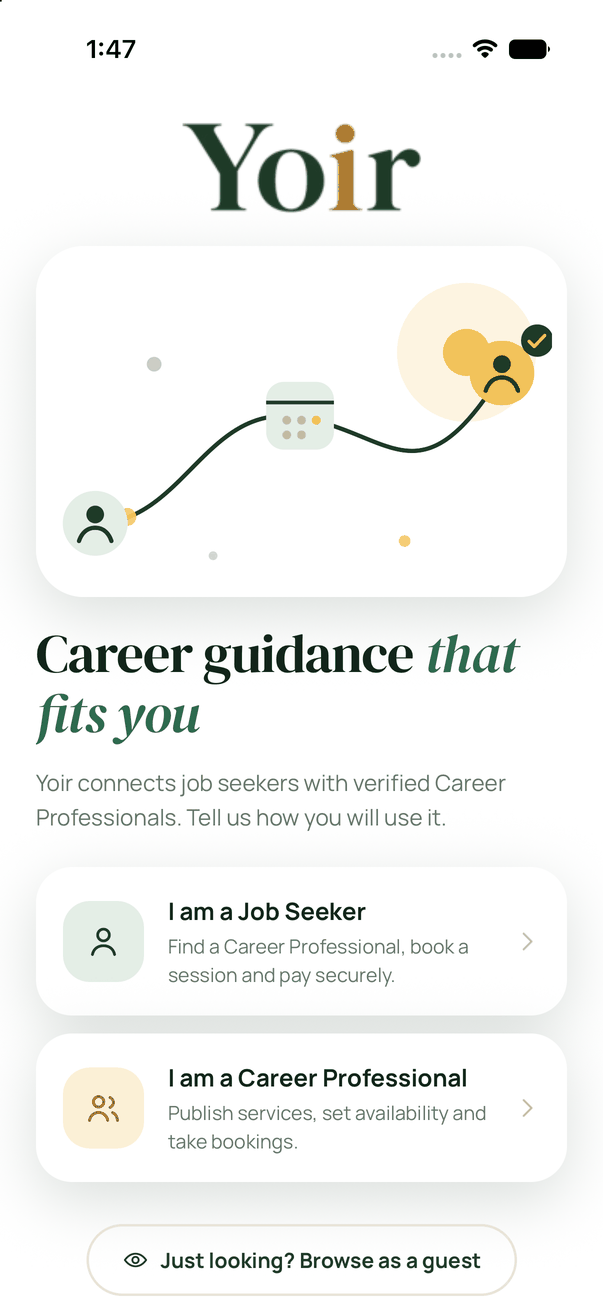 1:47
Yoir
Career guidance that
fits you
Yoir connects job seekers with verified Career
Professionals. Tell us how you will use it.
I am a Job Seeker
Find a Career Professional, book a
session and pay securely.
I am a Career Professional
Publish services, set availability and
take bookings.
Just looking? Browse as a guest